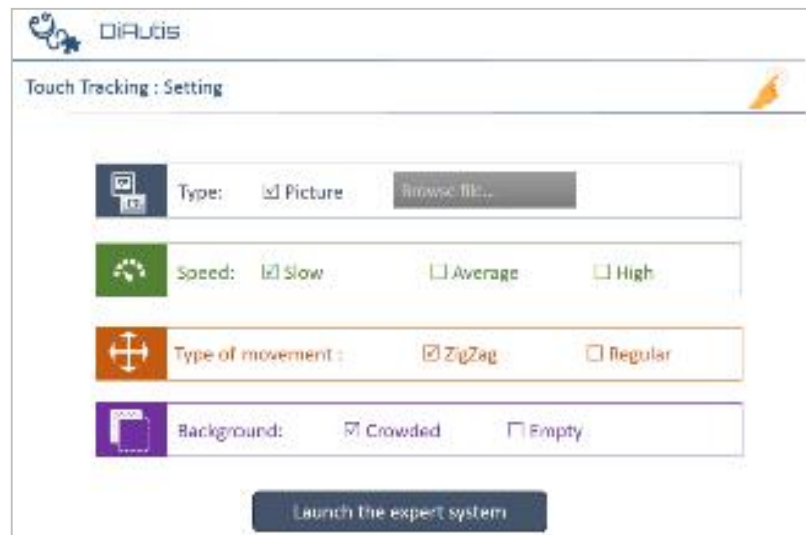 DiAutis
Touch Tracking : Setting
Type: ☑ Picture Browse file...
Speed: ☑ Slow ☐ Average ☐ High
Type of movement : ☑ ZigZag ☐ Regular
Background: ☑ Crowded ☐ Empty
Launch the expert system